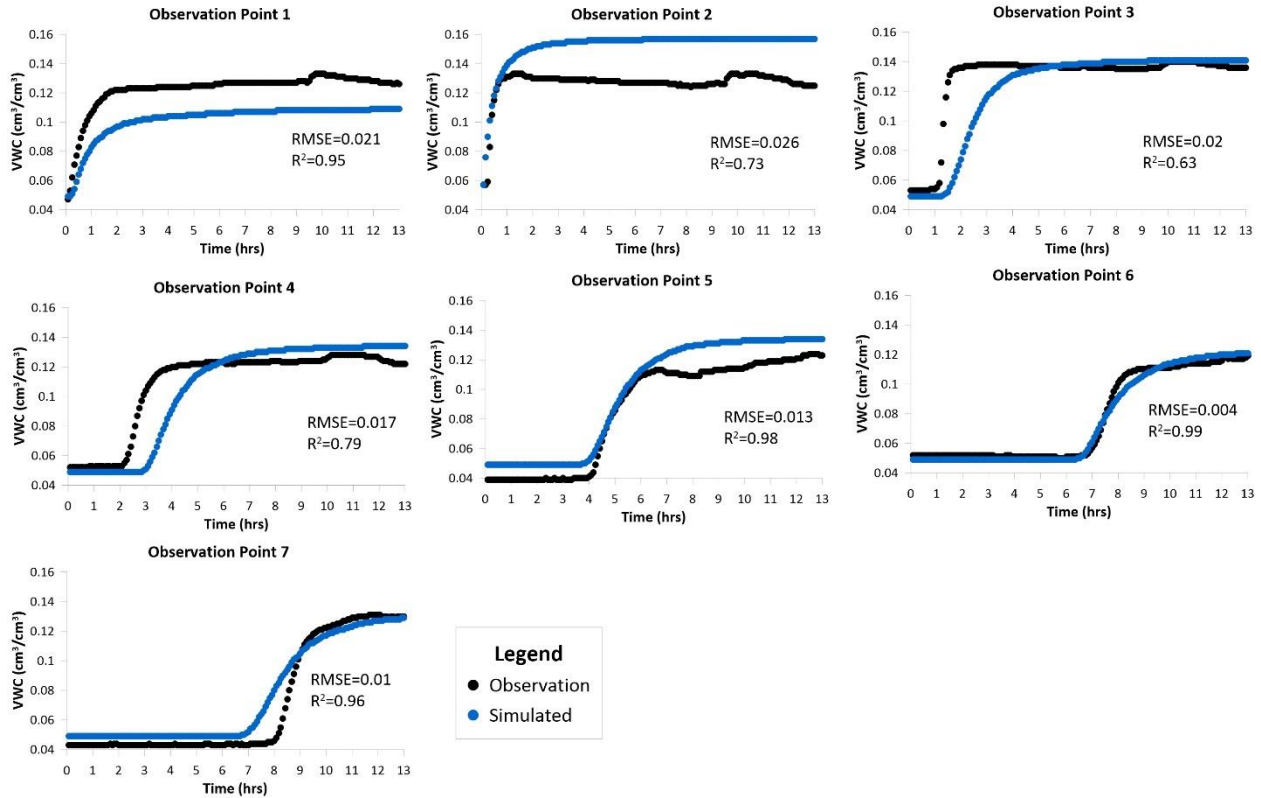 Observation Point 1
VWC (cm³/cm³)
0.16
0.14
0.12
0.1
0.08
0.06
0.04
RMSE=0.021
R²=0.95
0 1 2 3 4 5 6 7 8 9 10 11 12 13
Time (hrs)
Observation Point 2
VWC (cm³/cm³)
0.16
0.14
0.12
0.1
0.08
0.06
0.04
RMSE=0.026
R²=0.73
0 1 2 3 4 5 6 7 8 9 10 11 12 13
Time (hrs)
Observation Point 3
VWC (cm³/cm³)
0.16
0.14
0.12
0.1
0.08
0.06
0.04
RMSE=0.02
R²=0.63
0 1 2 3 4 5 6 7 8 9 10 11 12 13
Time (hrs)
Observation Point 4
VWC (cm³/cm³)
0.16
0.14
0.12
0.1
0.08
0.06
0.04
RMSE=0.017
R²=0.79
0 1 2 3 4 5 6 7 8 9 10 11 12 13
Time (hrs)
Observation Point 5
VWC (cm³/cm³)
0.16
0.14
0.12
0.1
0.08
0.06
0.04
RMSE=0.013
R²=0.98
0 1 2 3 4 5 6 7 8 9 10 11 12 13
Time (hrs)
Observation Point 6
VWC (cm³/cm³)
0.16
0.14
0.12
0.1
0.08
0.06
0.04
RMSE=0.004
R²=0.99
0 1 2 3 4 5 6 7 8 9 10 11 12 13
Time (hrs)
Observation Point 7
VWC (cm³/cm³)
0.16
0.14
0.12
0.1
0.08
0.06
0.04
RMSE=0.01
R²=0.96
0 1 2 3 4 5 6 7 8 9 10 11 12 13
Time (hrs)
Legend
Observation
Simulated